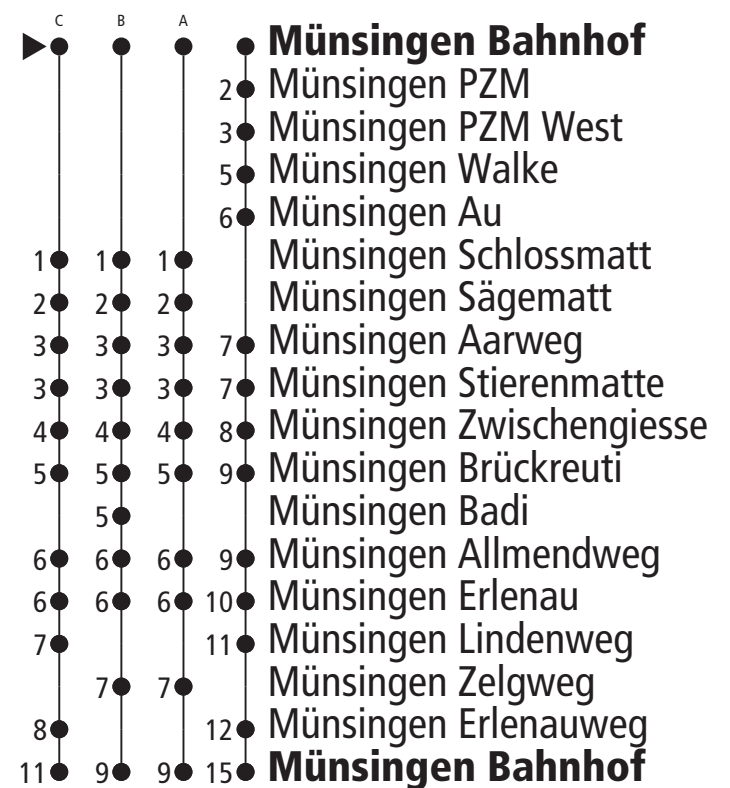 C B A
Münsingen Bahnhof
2 Münsingen PZM
3 Münsingen PZM West
5 Münsingen Walke
6 Münsingen Au
1 1 1 Münsingen Schlossmatt
2 2 2 Münsingen Sägematt
3 3 3 7 Münsingen Aarweg
3 3 3 7 Münsingen Stierenmatte
4 4 4 8 Münsingen Zwischengiesse
5 5 5 9 Münsingen Brückreuti
5 Münsingen Badi
6 6 6 9 Münsingen Allmendweg
6 6 6 10 Münsingen Erlenau
7 11 Münsingen Lindenweg
7 7 Münsingen Zelgweg
8 12 Münsingen Erlenauweg
11 9 9 15 Münsingen Bahnhof